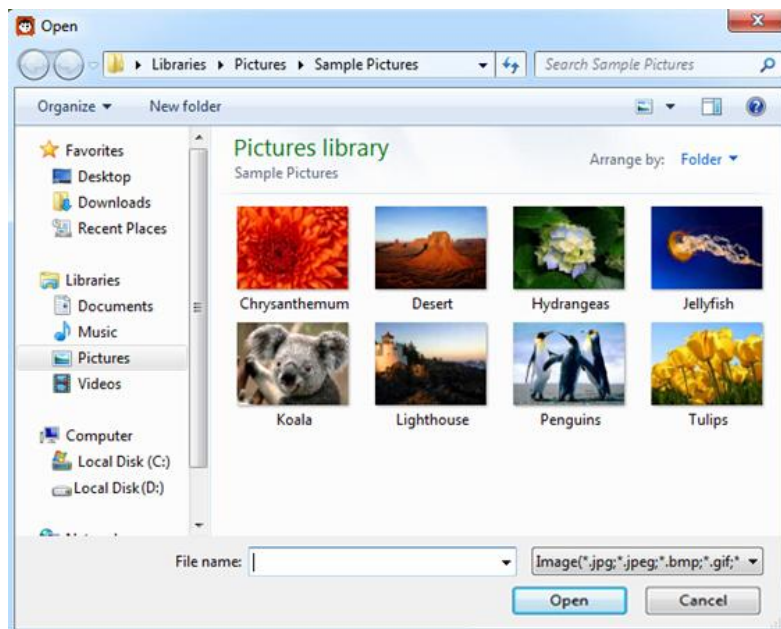 Open
Libraries Pictures Sample Pictures
Search Sample Pictures
Organize New folder
Favorites
Desktop
Downloads
Recent Places
Libraries
Documents
Music
Pictures
Videos
Computer
Local Disk (C:)
Local Disk(D:)
Pictures library
Sample Pictures
Arrange by: Folder
Chrysanthemum Desert Hydrangeas Jellyfish
Koala Lighthouse Penguins Tulips
File name:
Image(*.jpg;*.jpeg;*.bmp;*.gif;*
Open Cancel